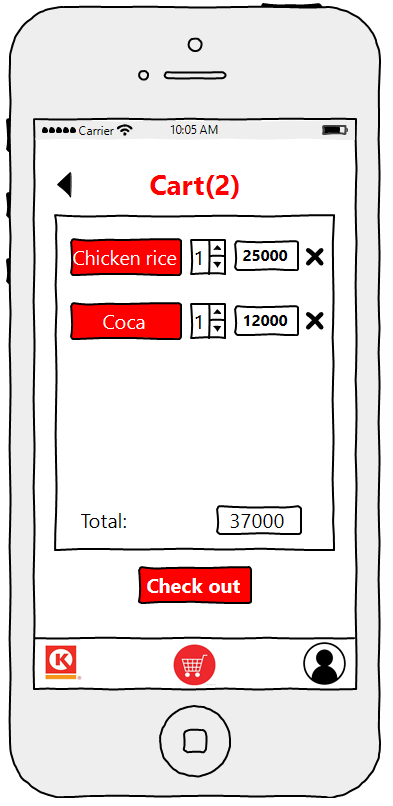 Carrier 10:05 AM
Cart(2)
Chicken rice 1 25000
Coca 1 12000
Total: 37000
Check out
K